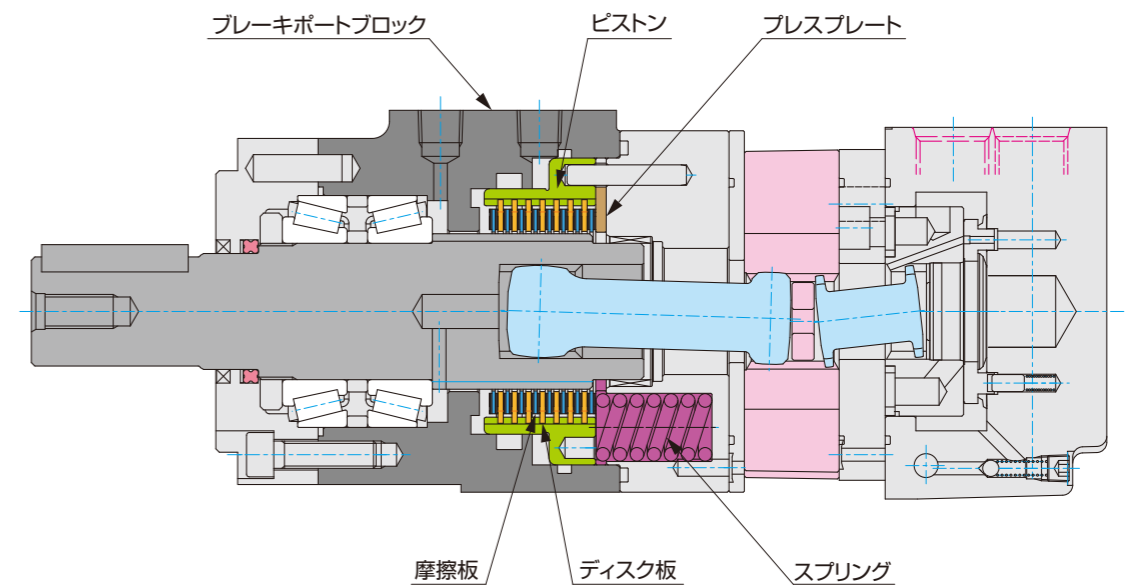 ブレーキポートブロック
ピストン
プレスプレート
摩擦板
ディスク板
スプリング